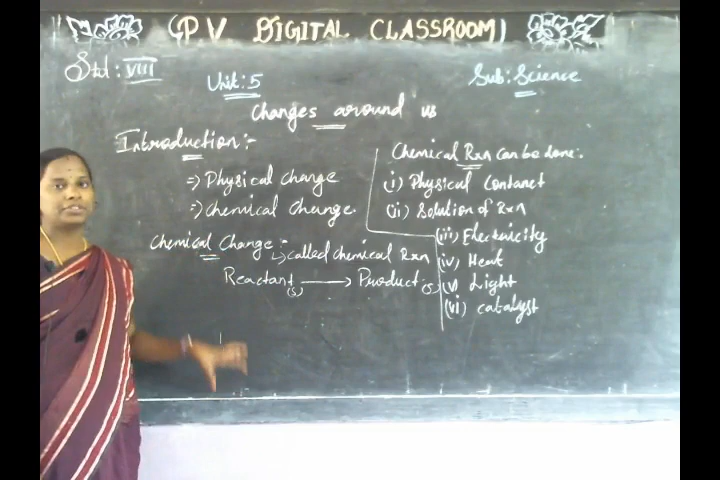 (PV DIGITAL CLASSROOM)
Std: VIII
Unit: 5
Sub: Science
Changes around us
Introduction:-
=> Physical change
=> Chemical change.
Chemical Change:-
↳ called chemical Rxn
Reactant(s) → Product(s)
Chemical Rxn can be done:
(i) Physical Contact
(ii) Solution of Rxn
(iii) Electricity
(iv) Heat
(v) Light
(vi) catalyst